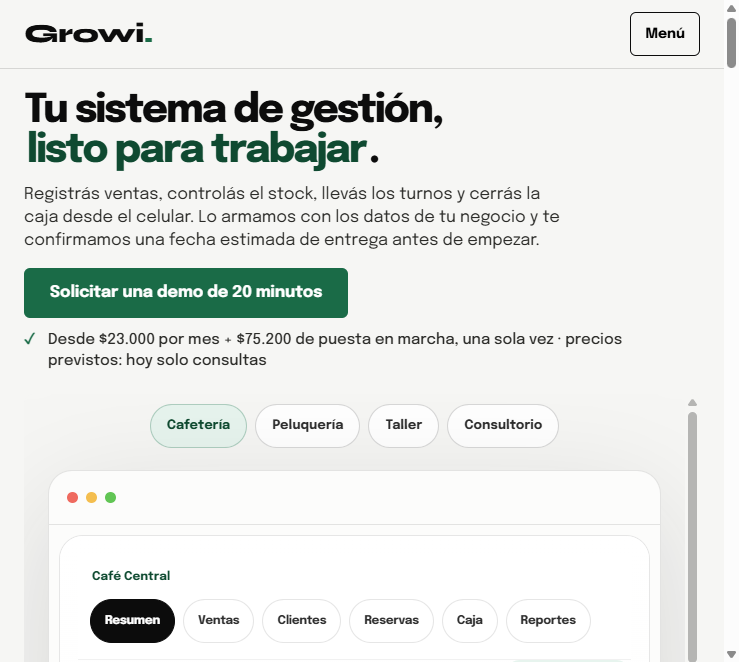 Growi.
Menú
Tu sistema de gestión,
listo para trabajar.
Registrás ventas, controlás el stock, llevás los turnos y cerrás la
caja desde el celular. Lo armamos con los datos de tu negocio y te
confirmamos una fecha estimada de entrega antes de empezar.
Solicitar una demo de 20 minutos
✓ Desde $23.000 por mes + $75.200 de puesta en marcha, una sola vez · precios
previstos: hoy solo consultas
Cafetería Peluquería Taller Consultorio
Café Central
Resumen Ventas Clientes Reservas Caja Reportes